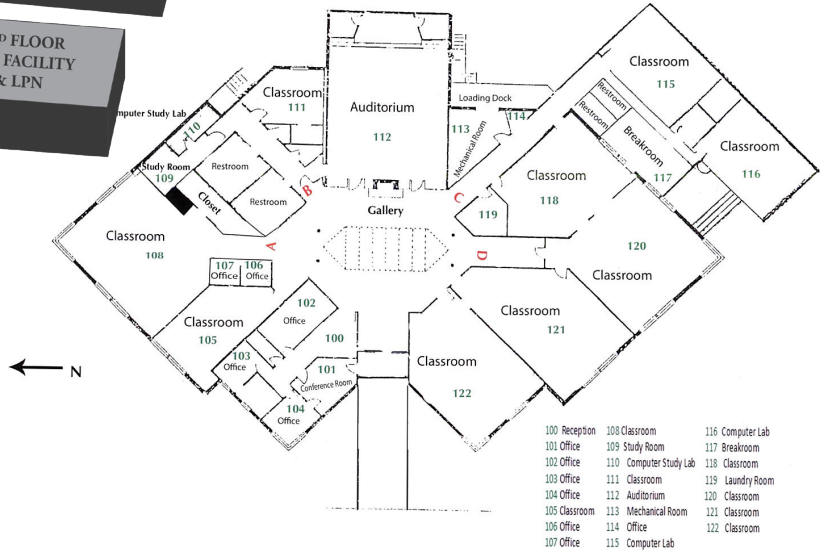 D FLOOR
FACILITY
& LPN
Classroom
111
Auditorium
112
Loading Dock
113
Mechanical Room
114
Classroom
115
Restroom
Restroom
Breakroom
117
Classroom
116
mputer Study Lab
110
Study Room
109
Restroom
Restroom
Closet
B
C
Gallery
A
D
119
Classroom
118
120
Classroom
Classroom
108
107
Office
106
Office
Classroom
105
102
Office
100
103
Office
101
Conference Room
104
Office
Classroom
121
Classroom
122
N
100 Reception
101 Office
102 Office
103 Office
104 Office
105 Classroom
106 Office
107 Office
108 Classroom
109 Study Room
110 Computer Study Lab
111 Classroom
112 Auditorium
113 Mechanical Room
114 Office
115 Computer Lab
116 Computer Lab
117 Breakroom
118 Classroom
119 Laundry Room
120 Classroom
121 Classroom
122 Classroom